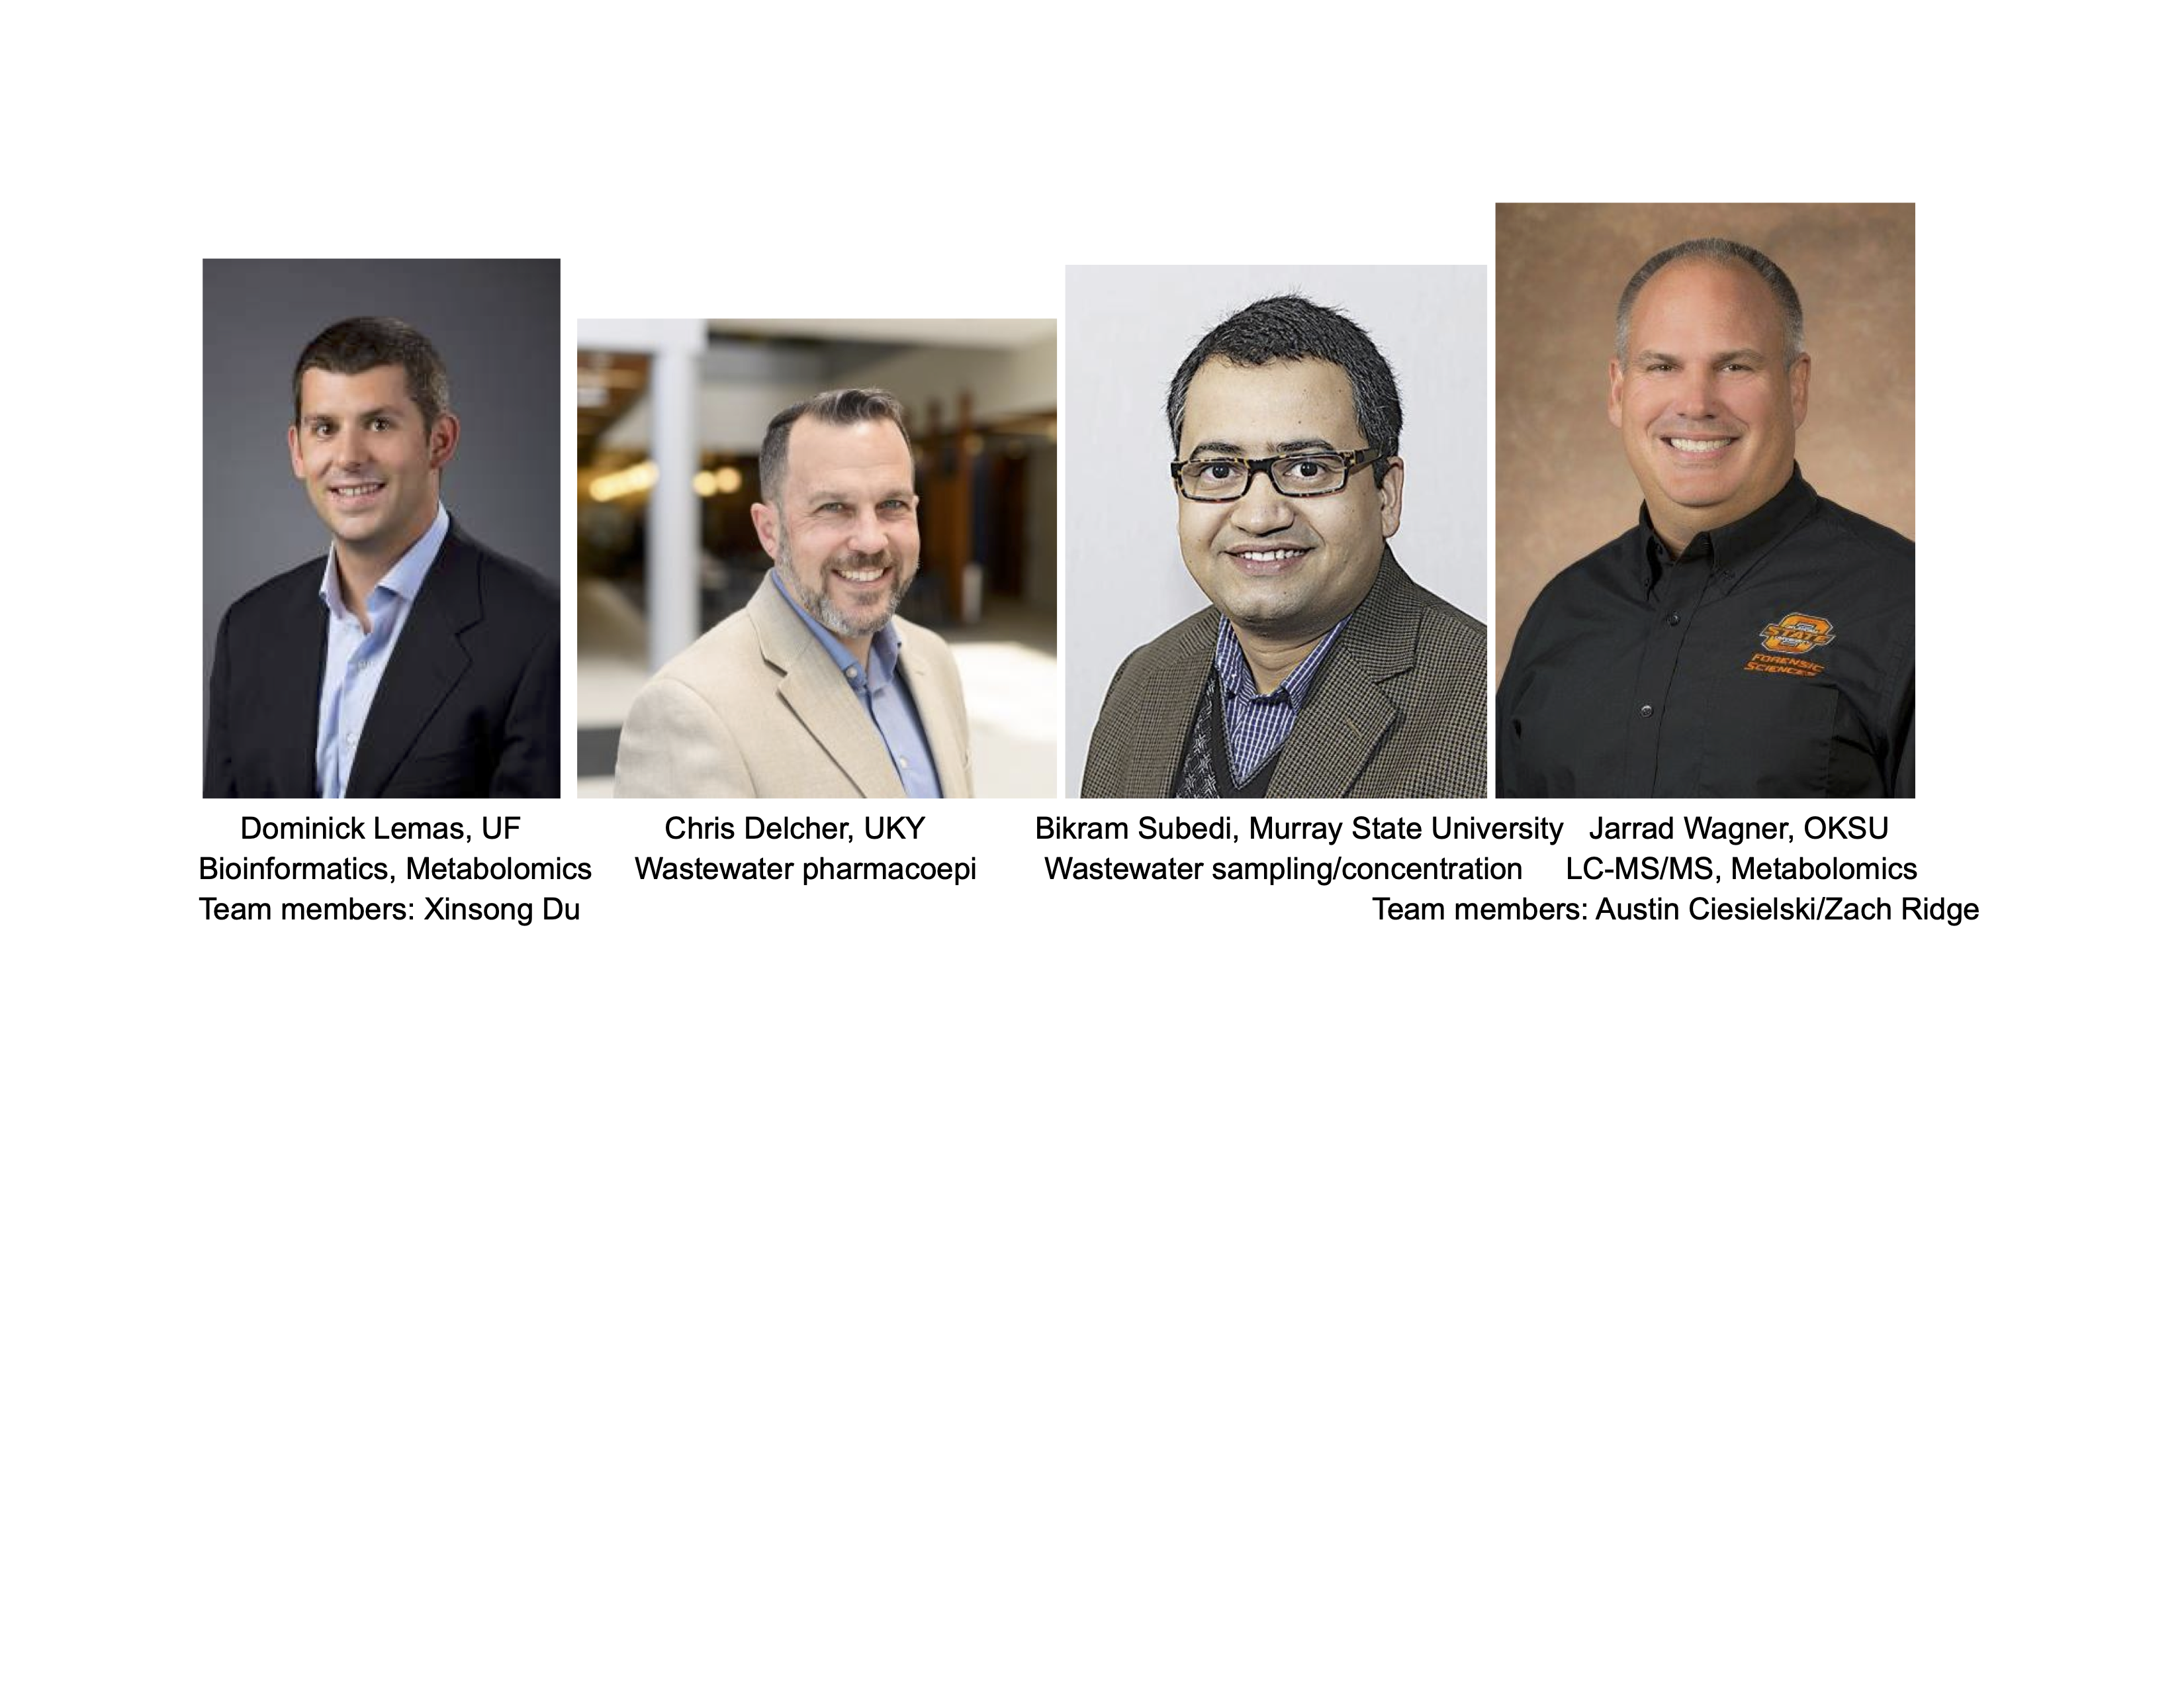 STATE
FORENSIC
SCIENCES
Dominick Lemas, UF
Bioinformatics, Metabolomics
Team members: Xinsong Du
Chris Delcher, UKY
Wastewater pharmacoepi
Bikram Subedi, Murray State University
Wastewater sampling/concentration
Jarrad Wagner, OKSU
LC-MS/MS, Metabolomics
Team members: Austin Ciesielski/Zach Ridge